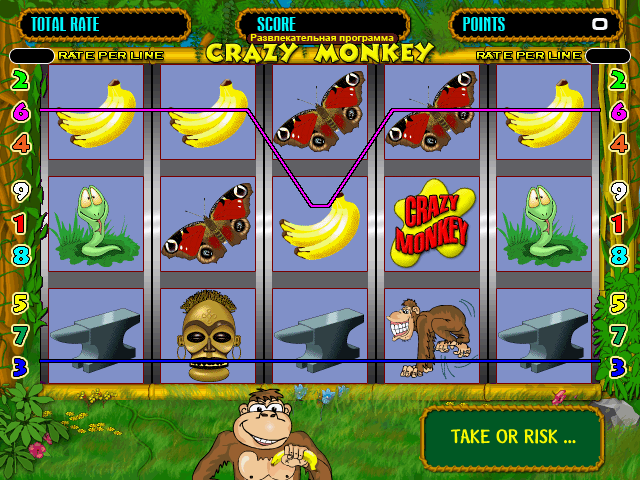 TOTAL RATE
SCORE
POINTS
0
Развлекательная программа
RATE PER LINE
CRAZY MONKEY
RATE PER LINE
2 2
6 6
4 4
9 9
1 CRAZY MONKEY 1
8 8
5 5
7 7
3 3
TAKE OR RISK ...